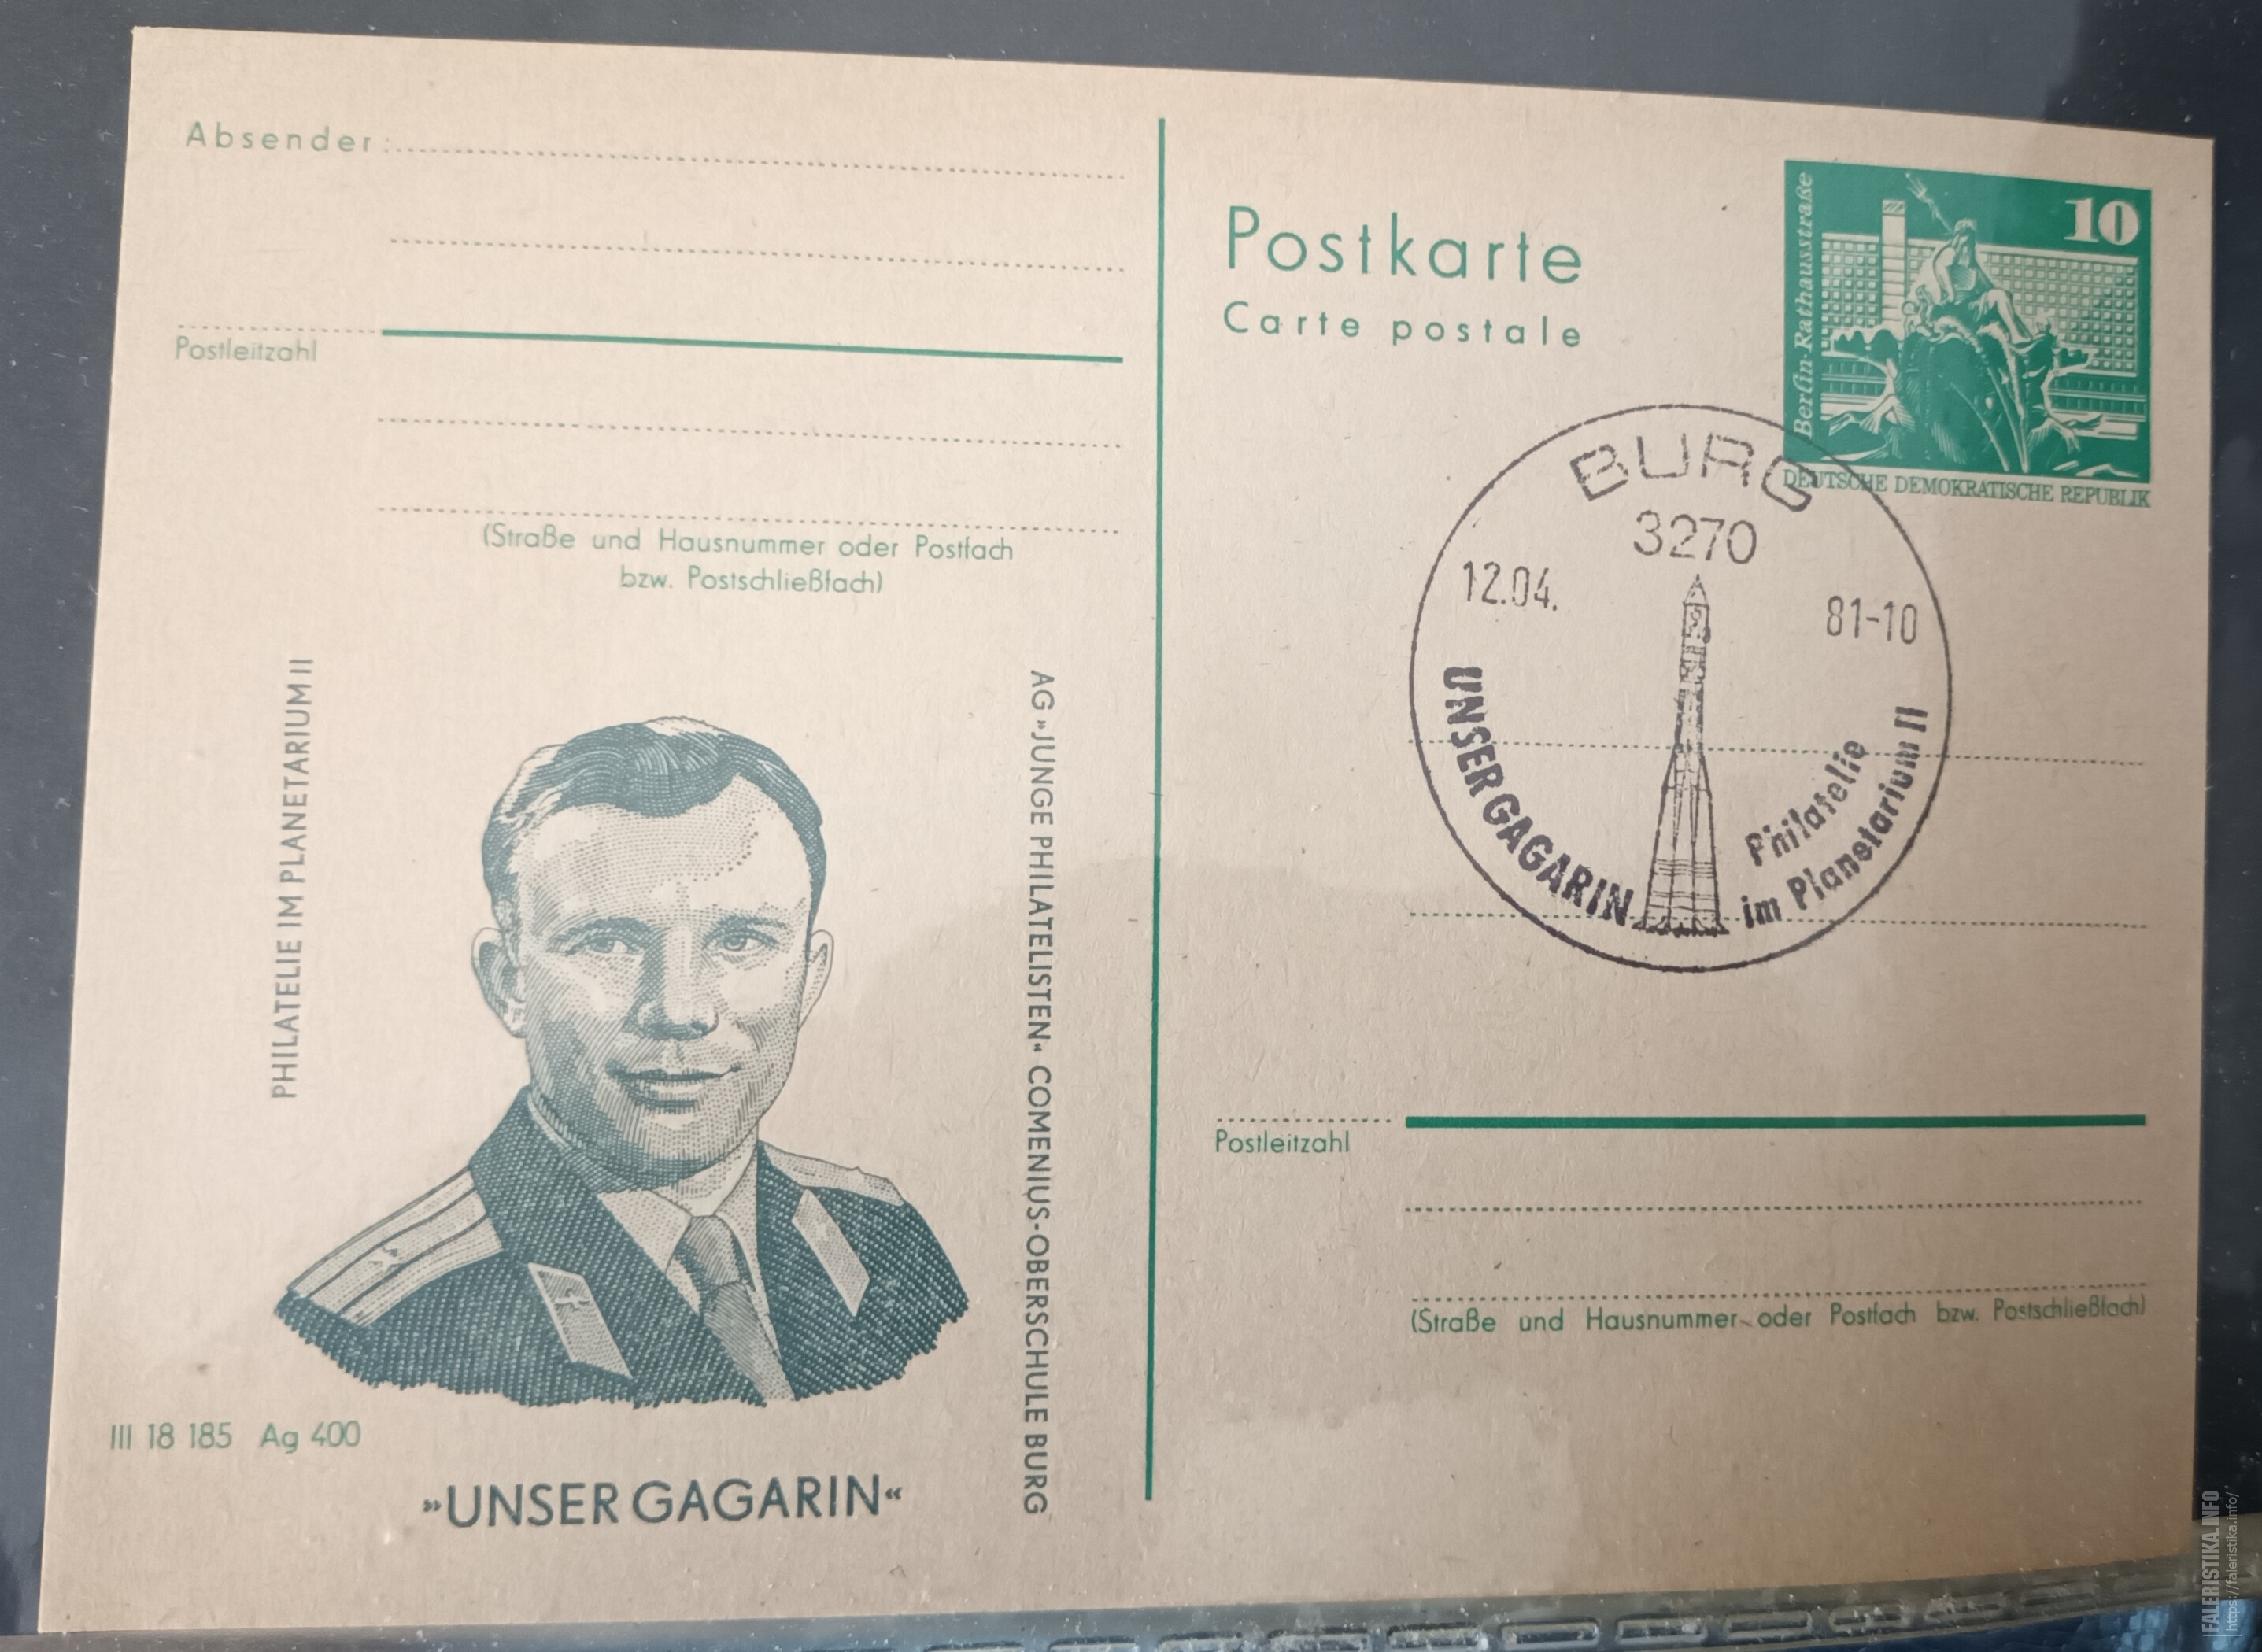 Absender:
Postleitzahl
(Straße und Hausnummer oder Postfach
bzw. Postschließfach)
PHILATELIE IM PLANETARIUM II
AG »JUNGE PHILATELISTEN« COMENIUS-OBERSCHULE BURG
III 18 185 Ag 400
»UNSER GAGARIN«
Postkarte
Carte postale
10
Berlin-Rathausstraße
DEUTSCHE DEMOKRATISCHE REPUBLIK
BURG
3270
12.04.
81-10
UNSER GAGARIN
Philatelie
im Planetarium II
Postleitzahl
(Straße und Hausnummer oder Postfach bzw. Postschließfach)
FALERISTIKA.INFO
https://faleristika.info/